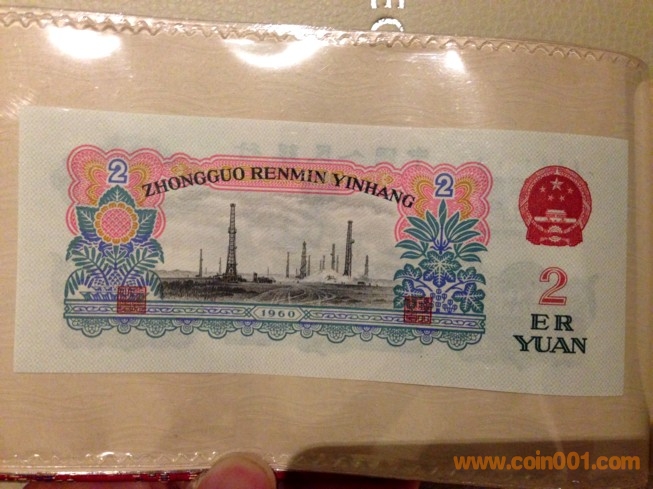 2
2
ZHONGGUO RENMIN YINHANG
1960
2
ER
YUAN
www.coin001.com